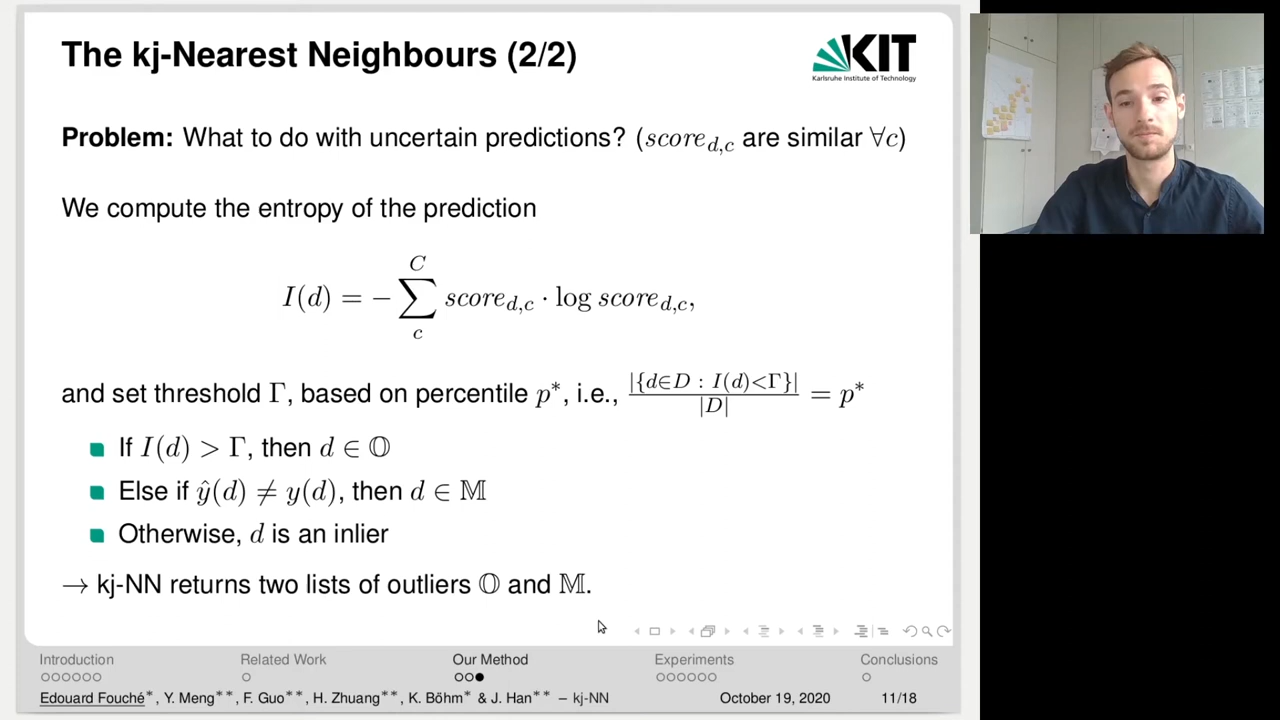 The kj-Nearest Neighbours (2/2)
KIT
Karlsruhe Institute of Technology
Problem: What to do with uncertain predictions? (score_{d,c} are similar ∀c)
We compute the entropy of the prediction
I(d) = − ∑_{c}^{C} score_{d,c} · log score_{d,c},
and set threshold Γ, based on percentile p*, i.e., |{d∈D : I(d)<Γ}| / |D| = p*
If I(d) > Γ, then d ∈ 𝕆
Else if ŷ(d) ≠ y(d), then d ∈ 𝕄
Otherwise, d is an inlier
→ kj-NN returns two lists of outliers 𝕆 and 𝕄.
Introduction Related Work Our Method Experiments Conclusions
Edouard Fouché*, Y. Meng**, F. Guo**, H. Zhuang**, K. Böhm* & J. Han** – kj-NN October 19, 2020 11/18